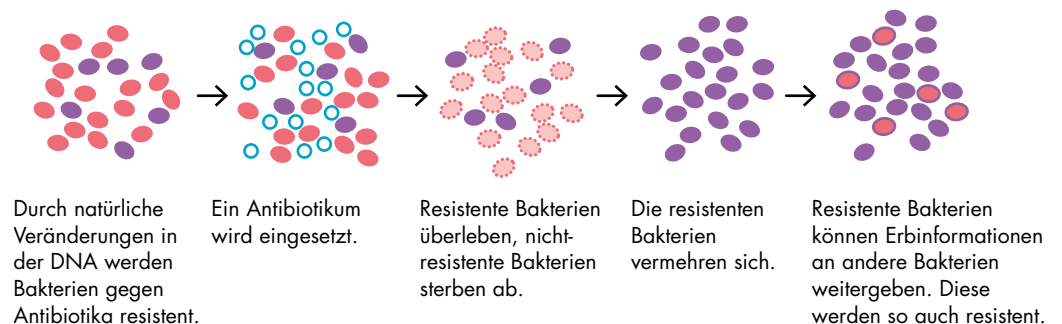 Durch natürliche
Veränderungen in
der DNA werden
Bakterien gegen
Antibiotika resistent.
Ein Antibiotikum
wird eingesetzt.
Resistente Bakterien
überleben, nicht-
resistente Bakterien
sterben ab.
Die resistenten
Bakterien
vermehren sich.
Resistente Bakterien
können Erbinformationen
an andere Bakterien
weitergeben. Diese
werden so auch resistent.